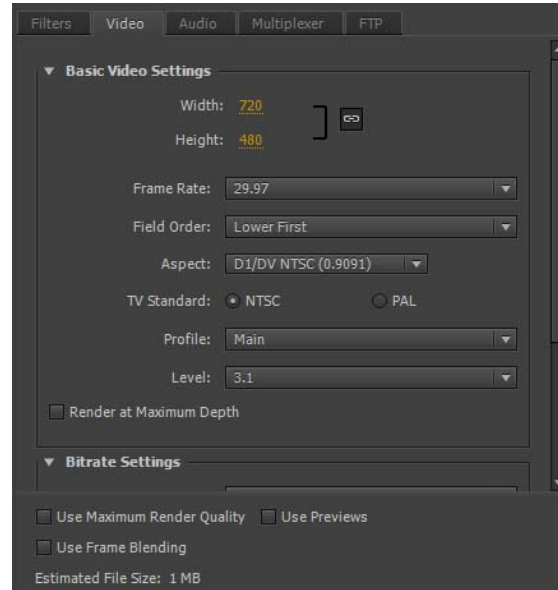 Filters Video Audio Multiplexer FTP
Basic Video Settings
Width: 720
Height: 480
Frame Rate: 29.97
Field Order: Lower First
Aspect: D1/DV NTSC (0.9091)
TV Standard: NTSC PAL
Profile: Main
Level: 3.1
Render at Maximum Depth
Bitrate Settings
Use Maximum Render Quality Use Previews
Use Frame Blending
Estimated File Size: 1 MB